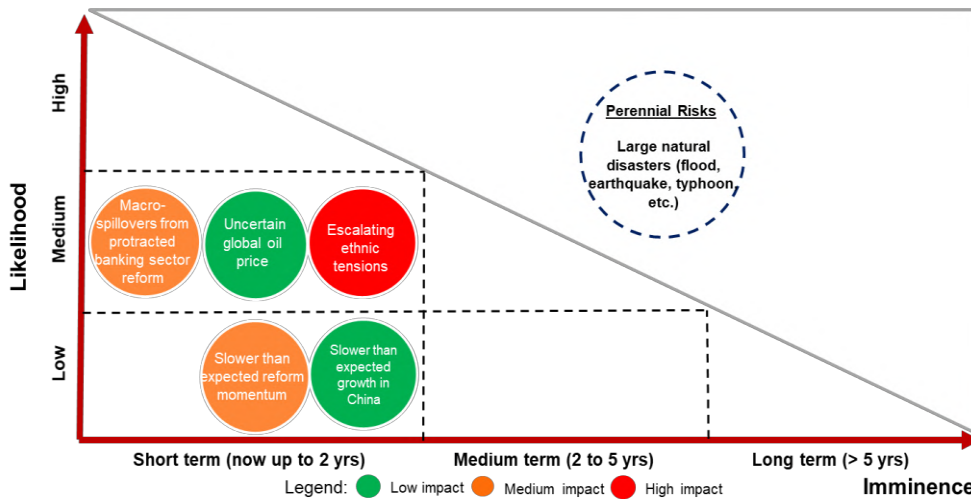 High
Medium
Low
Likelihood
Perennial Risks
Large natural
disasters (flood,
earthquake, typhoon,
etc.)
Macro-
spillovers from
protracted
banking sector
reform
Uncertain
global oil
price
Escalating
ethnic
tensions
Slower than
expected reform
momentum
Slower than
expected
growth in
China
Short term (now up to 2 yrs)
Medium term (2 to 5 yrs)
Long term (> 5 yrs)
Imminence
Legend: Low impact Medium impact High impact